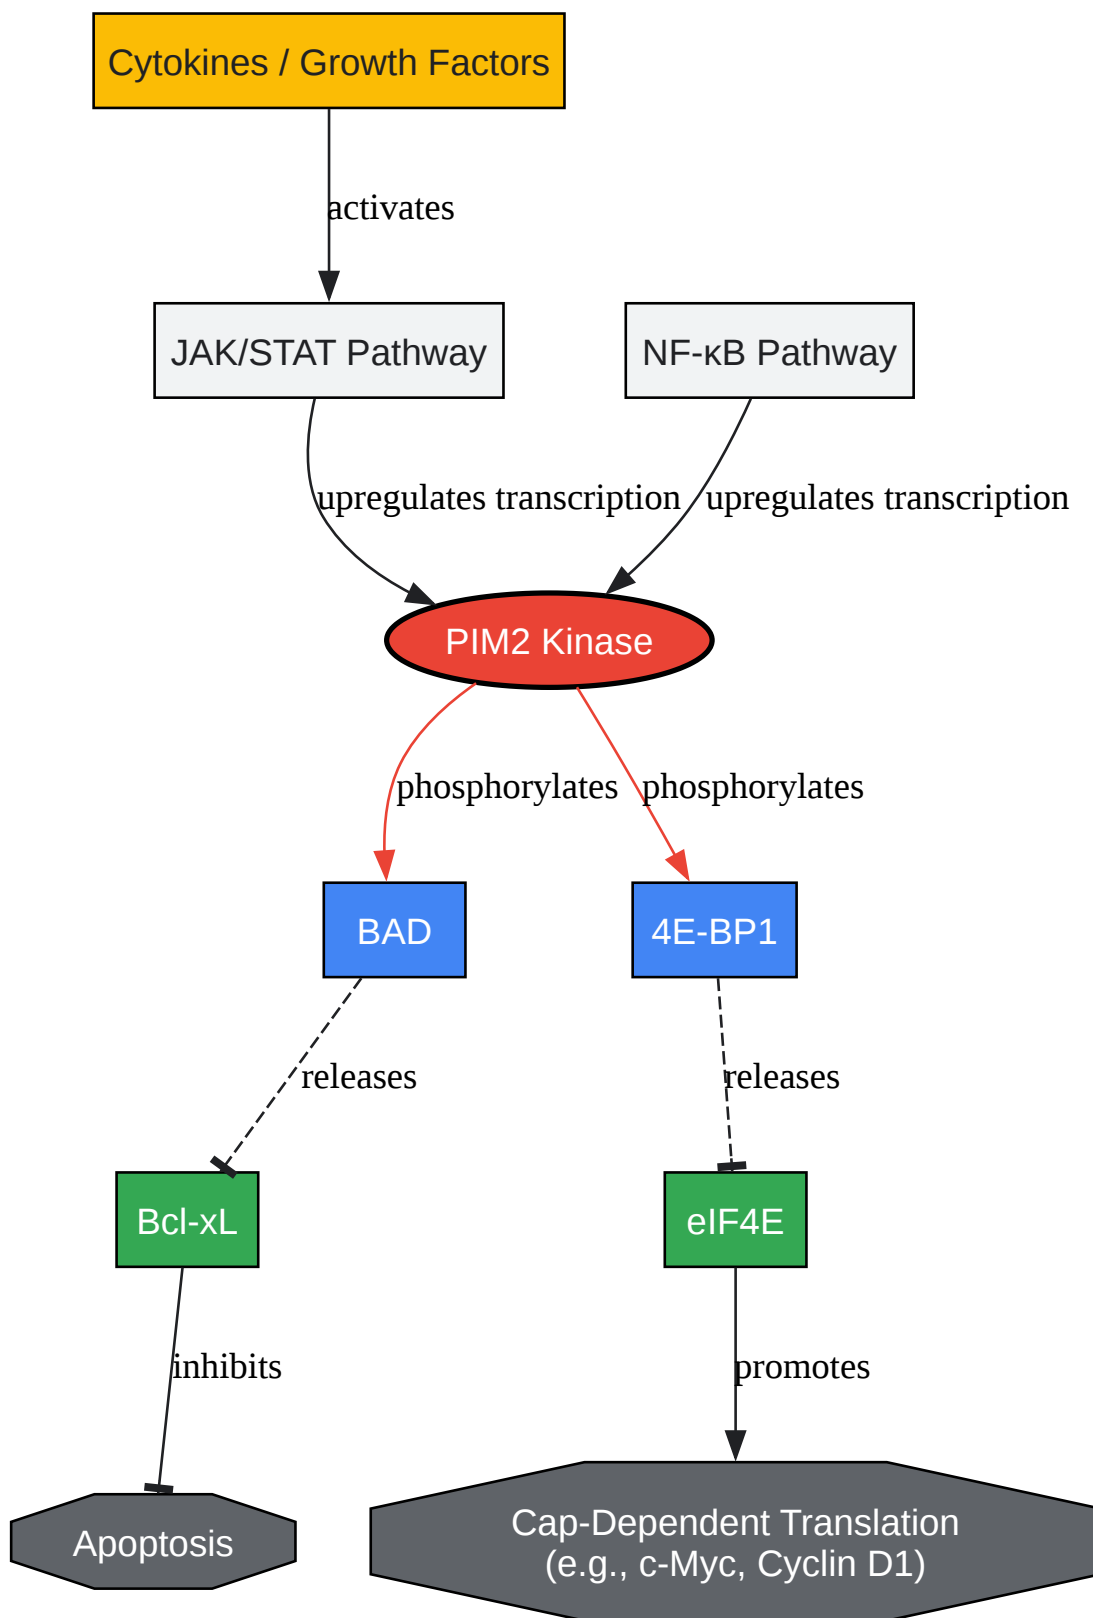 Cytokines / Growth Factors
activates
JAK/STAT Pathway
NF-κB Pathway
upregulates transcription
upregulates transcription
PIM2 Kinase
phosphorylates
phosphorylates
BAD
4E-BP1
releases
releases
Bcl-xL
eIF4E
inhibits
promotes
Apoptosis
Cap-Dependent Translation
(e.g., c-Myc, Cyclin D1)